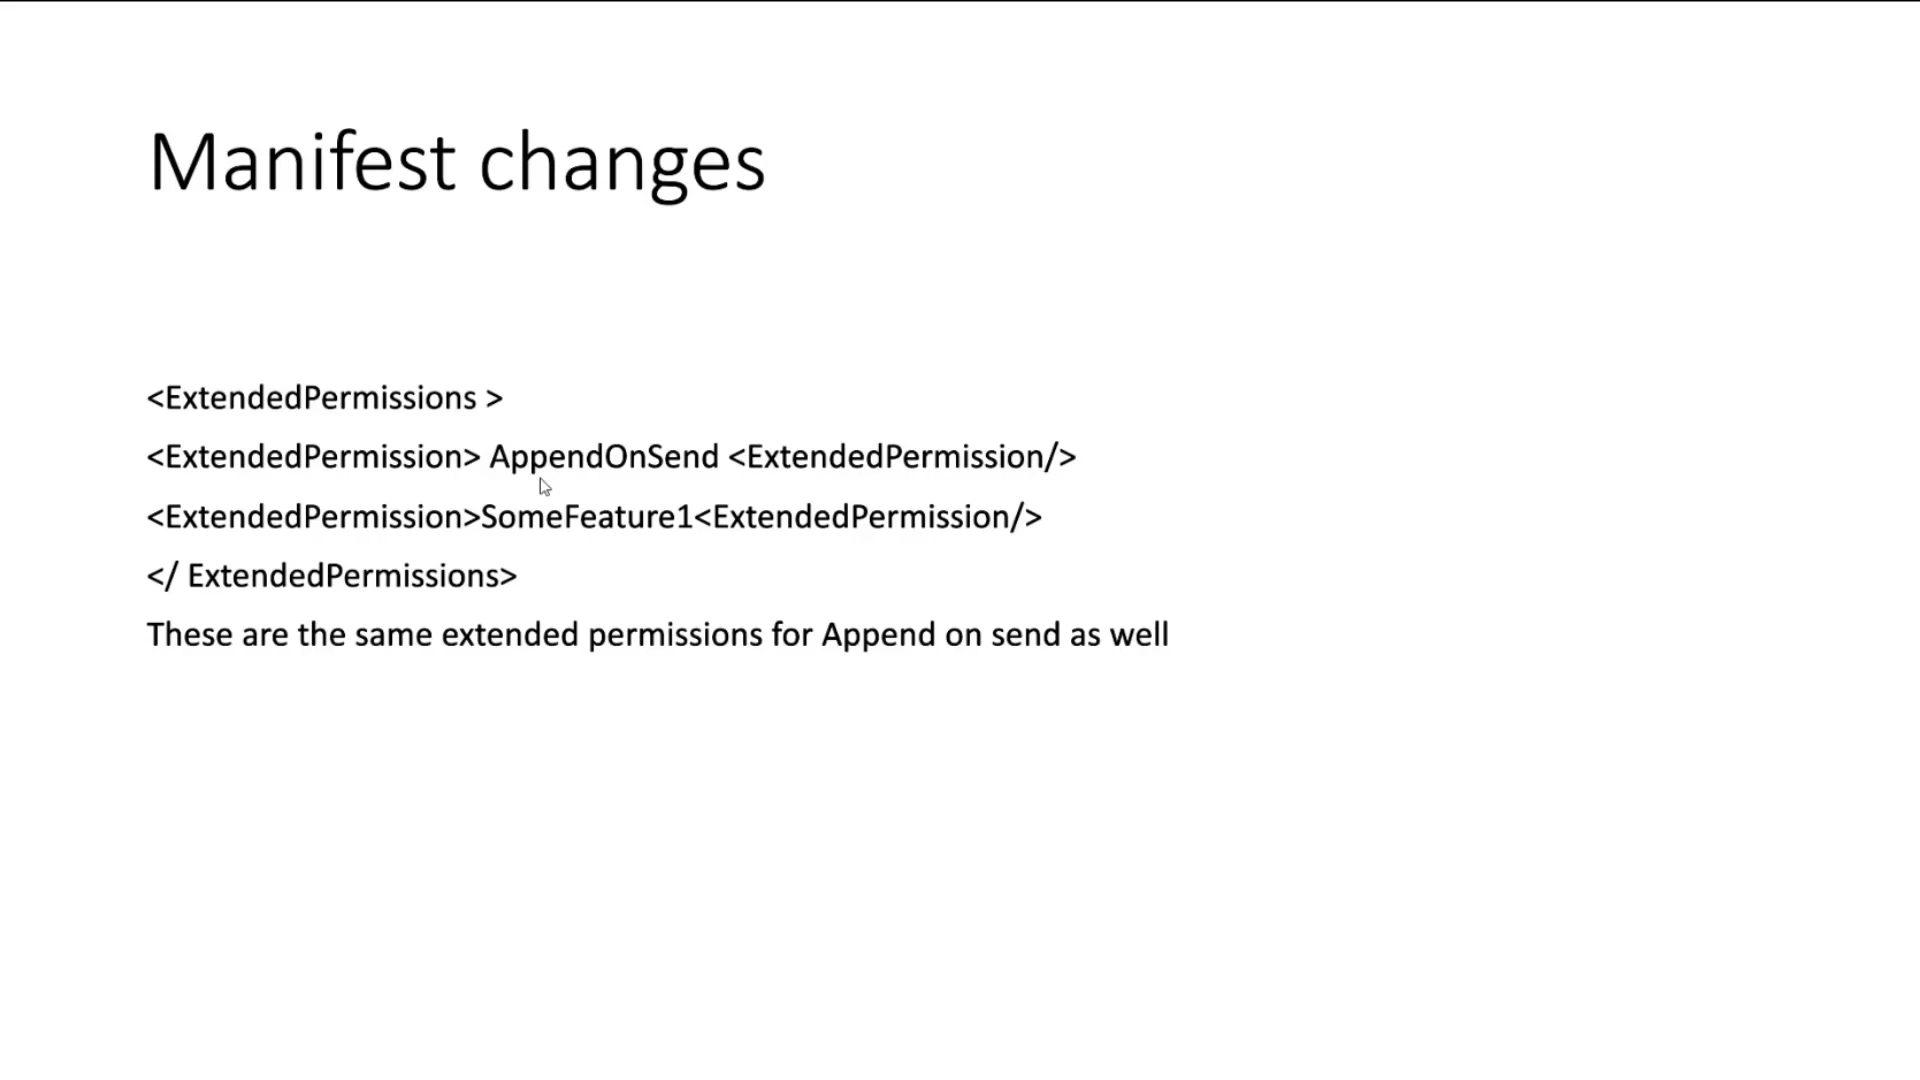 Manifest changes
<ExtendedPermissions >
<ExtendedPermission> AppendOnSend <ExtendedPermission/>
<ExtendedPermission>SomeFeature1<ExtendedPermission/>
</ ExtendedPermissions>
These are the same extended permissions for Append on send as well